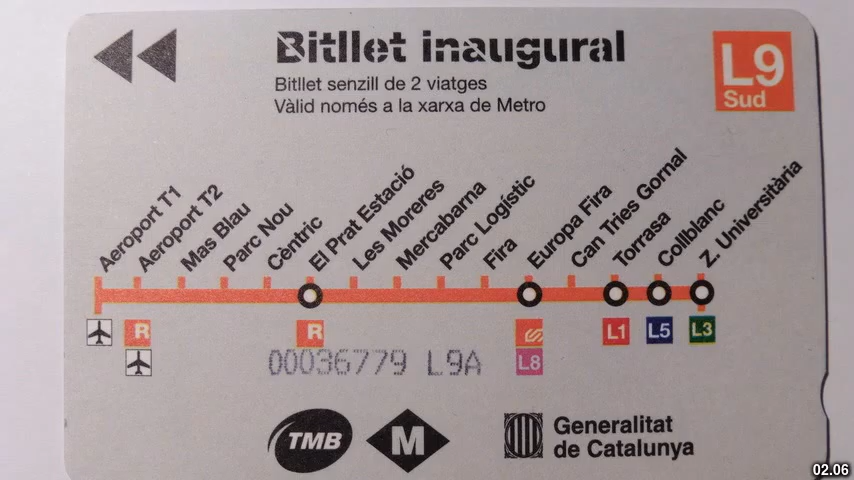 Bitllet inaugural
Bitllet senzill de 2 viatges
Vàlid només a la xarxa de Metro
L9
Sud
Aeroport T1
Aeroport T2
Mas Blau
Parc Nou
Cèntric
El Prat Estació
Les Moreres
Mercabarna
Parc Logístic
Fira
Europa Fira
Can Tries Gornal
Torrasa
Collblanc
Z. Universitària
R R L1 L5 L3
L8
00036779 L9A
TMB M Generalitat
de Catalunya
02.06